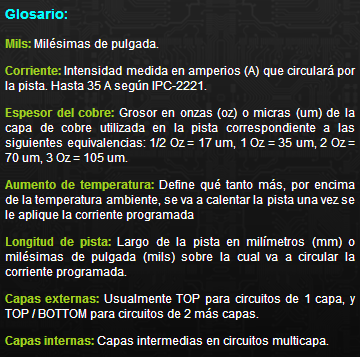 Glosario:
Mils: Milésimas de pulgada.
Corriente: Intensidad medida en amperios (A) que circulará por
la pista. Hasta 35 A según IPC-2221.
Espesor del cobre: Grosor en onzas (oz) o micras (um) de la
capa de cobre utilizada en la pista correspondiente a las
siguientes equivalencias: 1/2 Oz = 17 um, 1 Oz = 35 um, 2 Oz =
70 um, 3 Oz = 105 um.
Aumento de temperatura: Define qué tanto más, por encima
de la temperatura ambiente, se va a calentar la pista una vez se
le aplique la corriente programada
Longitud de pista: Largo de la pista en milímetros (mm) o
milésimas de pulgada (mils) sobre la cual va a circular la
corriente programada.
Capas externas: Usualmente TOP para circuitos de 1 capa, y
TOP / BOTTOM para circuitos de 2 más capas.
Capas internas: Capas intermedias en circuitos multicapa.